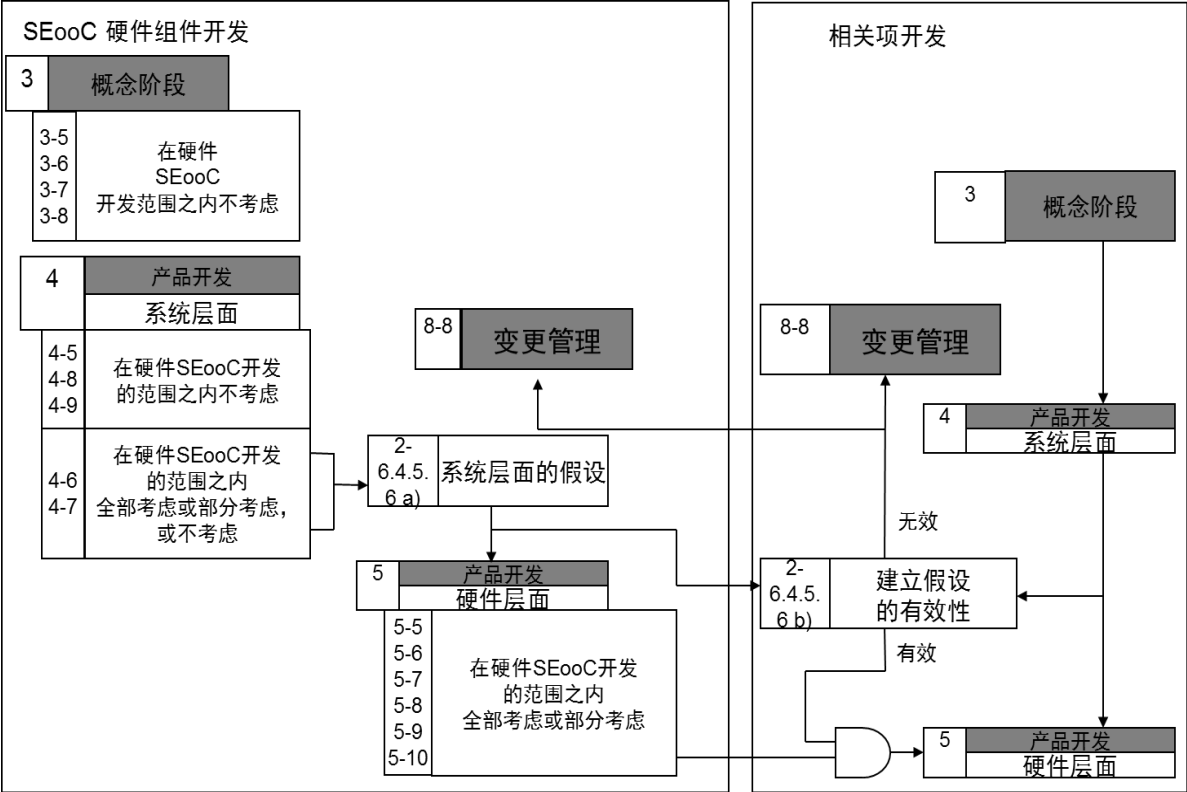 SEooC 硬件组件开发
3
概念阶段
3-5
3-6
3-7
3-8
在硬件
SEooC
开发范围之内不考虑
4
产品开发
系统层面
4-5
4-8
4-9
在硬件SEooC开发
的范围之内不考虑
4-6
4-7
在硬件SEooC开发
的范围之内
全部考虑或部分考虑，
或不考虑
8-8
变更管理
2-
6.4.5.
6 a)
系统层面的假设
5
产品开发
硬件层面
5-5
5-6
5-7
5-8
5-9
5-10
在硬件SEooC开发
的范围之内
全部考虑或部分考虑
相关项开发
3
概念阶段
8-8
变更管理
4
产品开发
系统层面
无效
2-
6.4.5.
6 b)
建立假设
的有效性
有效
5
产品开发
硬件层面